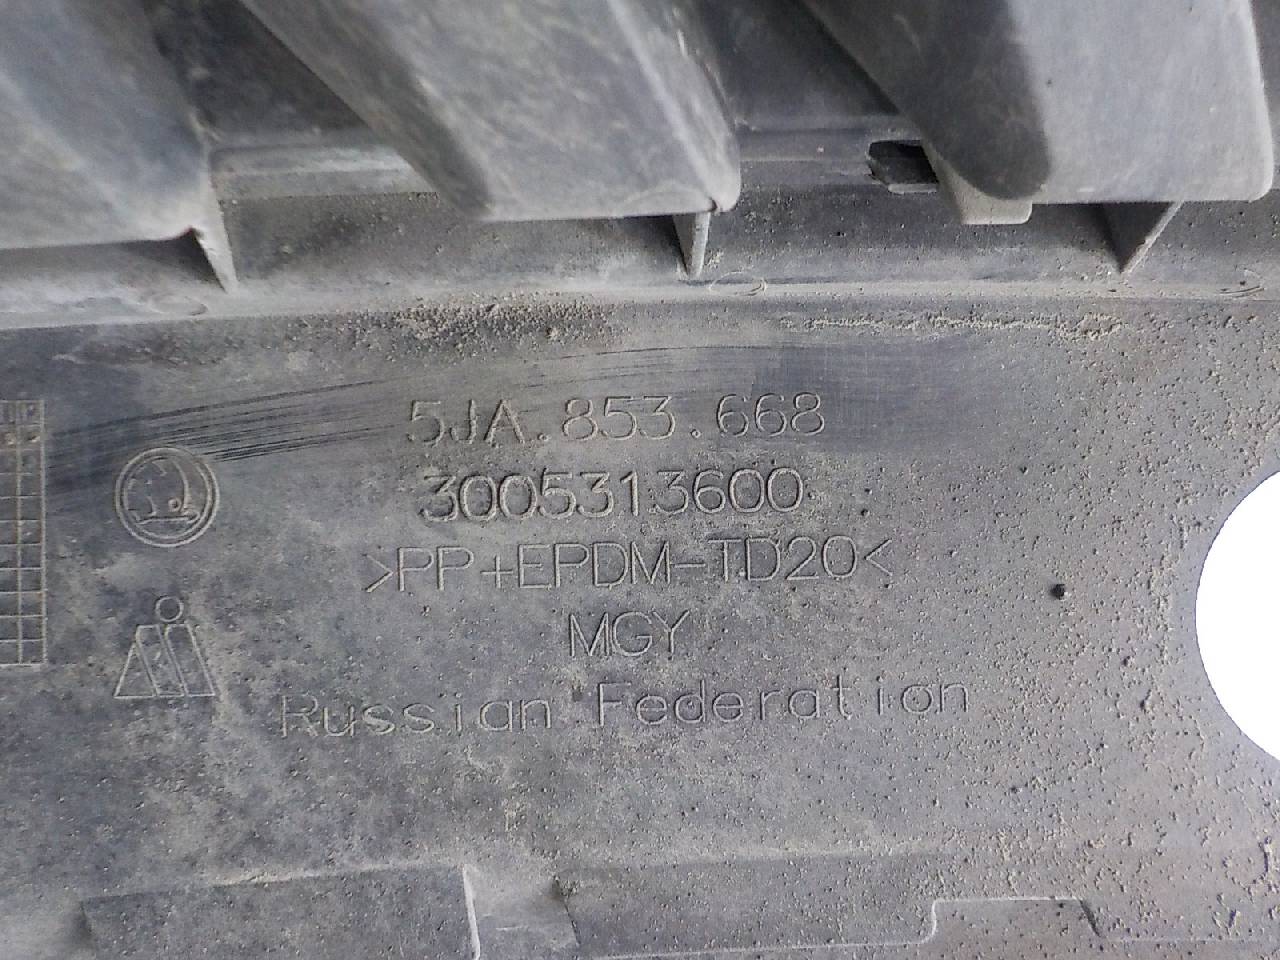 5JA.853.668
3005313600
>PP+EPDM-TD20<
MGY
Russian Federation